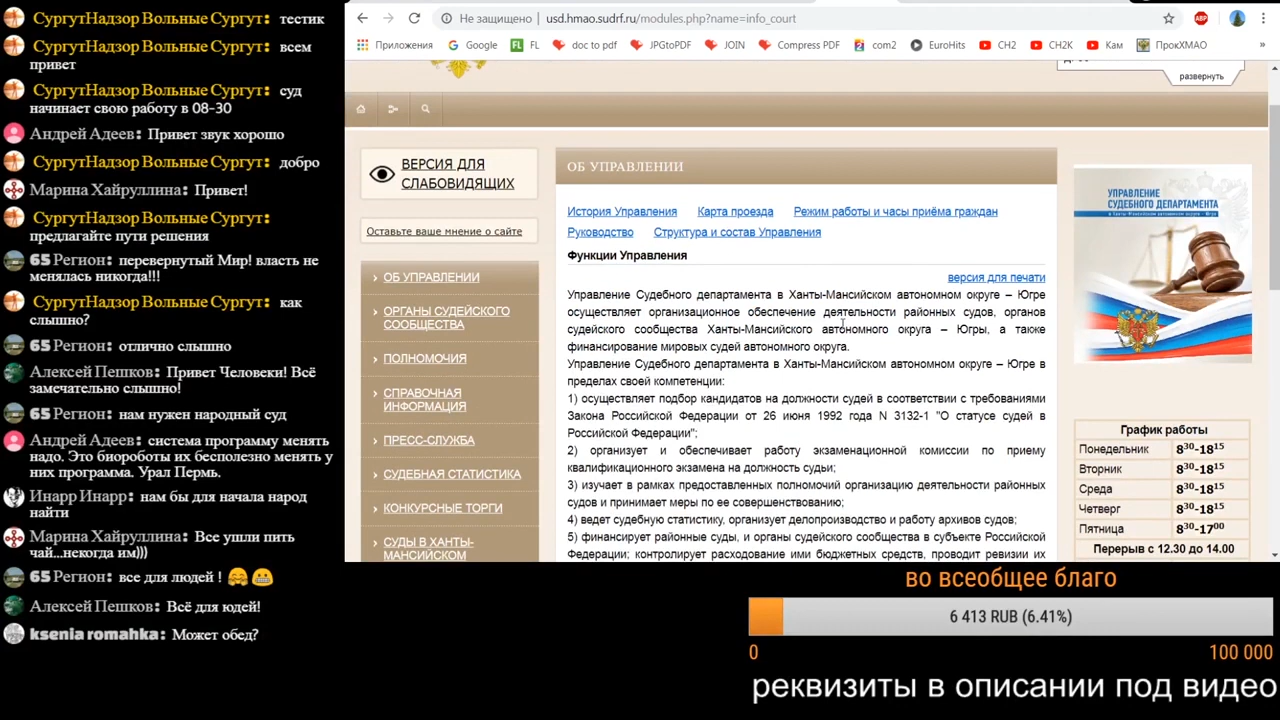 СургутНадзор Вольные Сургут: тестик
СургутНадзор Вольные Сургут: всем
привет
СургутНадзор Вольные Сургут: суд
начинает свою работу в 08-30
Андрей Адеев: Привет звук хорошо
СургутНадзор Вольные Сургут: добро
Марина Хайруллина: Привет!
СургутНадзор Вольные Сургут:
предлагайте пути решения
65 Регион: перевернутый Мир! власть не
менялась никогда!!!
СургутНадзор Вольные Сургут: как
слышно?
65 Регион: отлично слышно
Алексей Пешков: Привет Человеки! Всё
замечательно слышно!
65 Регион: нам нужен народный суд
Андрей Адеев: система программу менять
надо. Это биороботы их бесполезно менять у
них программа. Урал Пермь.
Инарр Инарр: нам бы для начала народ
найти
Марина Хайруллина: Все ушли пить
чай...некогда им)))
65 Регион: все для людей ! 🤗😬
Алексей Пешков: Всё для юдей!
ksenia romahka: Может обед?
Не защищено | usd.hmao.sudrf.ru/modules.php?name=info_court
ABP
Приложения Google FL doc to pdf JPGtoPDF JOIN Compress PDF com2 EuroHits CH2 CH2K Кам ПрокХМАО »
развернуть
ВЕРСИЯ ДЛЯ
СЛАБОВИДЯЩИХ
Оставьте ваше мнение о сайте
ОБ УПРАВЛЕНИИ
ОРГАНЫ СУДЕЙСКОГО
СООБЩЕСТВА
ПОЛНОМОЧИЯ
СПРАВОЧНАЯ
ИНФОРМАЦИЯ
ПРЕСС-СЛУЖБА
СУДЕБНАЯ СТАТИСТИКА
КОНКУРСНЫЕ ТОРГИ
СУДЫ В ХАНТЫ-
МАНСИЙСКОМ
ОБ УПРАВЛЕНИИ
История Управления Карта проезда Режим работы и часы приёма граждан
Руководство Структура и состав Управления
Функции Управления
версия для печати
Управление Судебного департамента в Ханты-Мансийском автономном округе – Югре
осуществляет организационное обеспечение деятельности районных судов, органов
судейского сообщества Ханты-Мансийского автономного округа – Югры, а также
финансирование мировых судей автономного округа.
Управление Судебного департамента в Ханты-Мансийском автономном округе – Югре в
пределах своей компетенции:
1) осуществляет подбор кандидатов на должности судей в соответствии с требованиями
Закона Российской Федерации от 26 июня 1992 года N 3132-1 "О статусе судей в
Российской Федерации";
2) организует и обеспечивает работу экзаменационной комиссии по приему
квалификационного экзамена на должность судьи;
3) изучает в рамках предоставленных полномочий организацию деятельности районных
судов и принимает меры по ее совершенствованию;
4) ведет судебную статистику, организует делопроизводство и работу архивов судов;
5) финансирует районные суды, и органы судейского сообщества в субъекте Российской
Федерации; контролирует расходование ими бюджетных средств, проводит ревизии их
УПРАВЛЕНИЕ
СУДЕБНОГО ДЕПАРТАМЕНТА
в Ханты-Мансийском автономном округе - Югре
График работы
Понедельник 8³⁰-18¹⁵
Вторник 8³⁰-18¹⁵
Среда 8³⁰-18¹⁵
Четверг 8³⁰-18¹⁵
Пятница 8³⁰-17⁰⁰
Перерыв с 12.30 до 14.00
во всеобщее благо
6 413 RUB (6.41%)
0 100 000
реквизиты в описании под видео